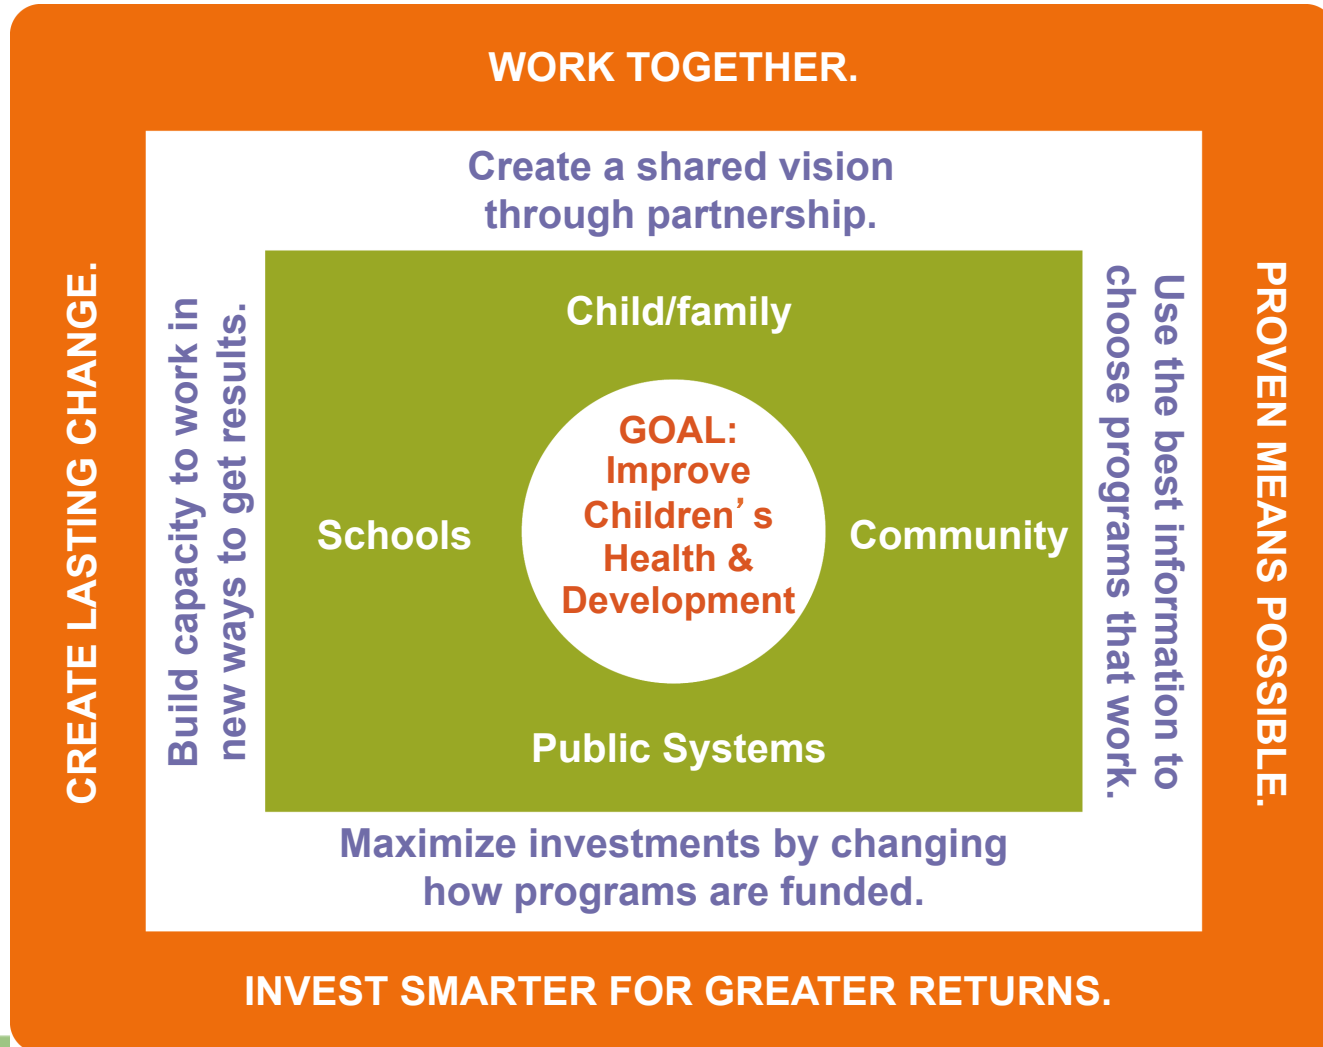 WORK TOGETHER.
Create a shared vision
through partnership.
CREATE LASTING CHANGE.
Build capacity to work in
new ways to get results.
Child/family
Schools
GOAL:
Improve
Children’s
Health &
Development
Community
Public Systems
Use the best information to
choose programs that work.
PROVEN MEANS POSSIBLE.
Maximize investments by changing
how programs are funded.
INVEST SMARTER FOR GREATER RETURNS.